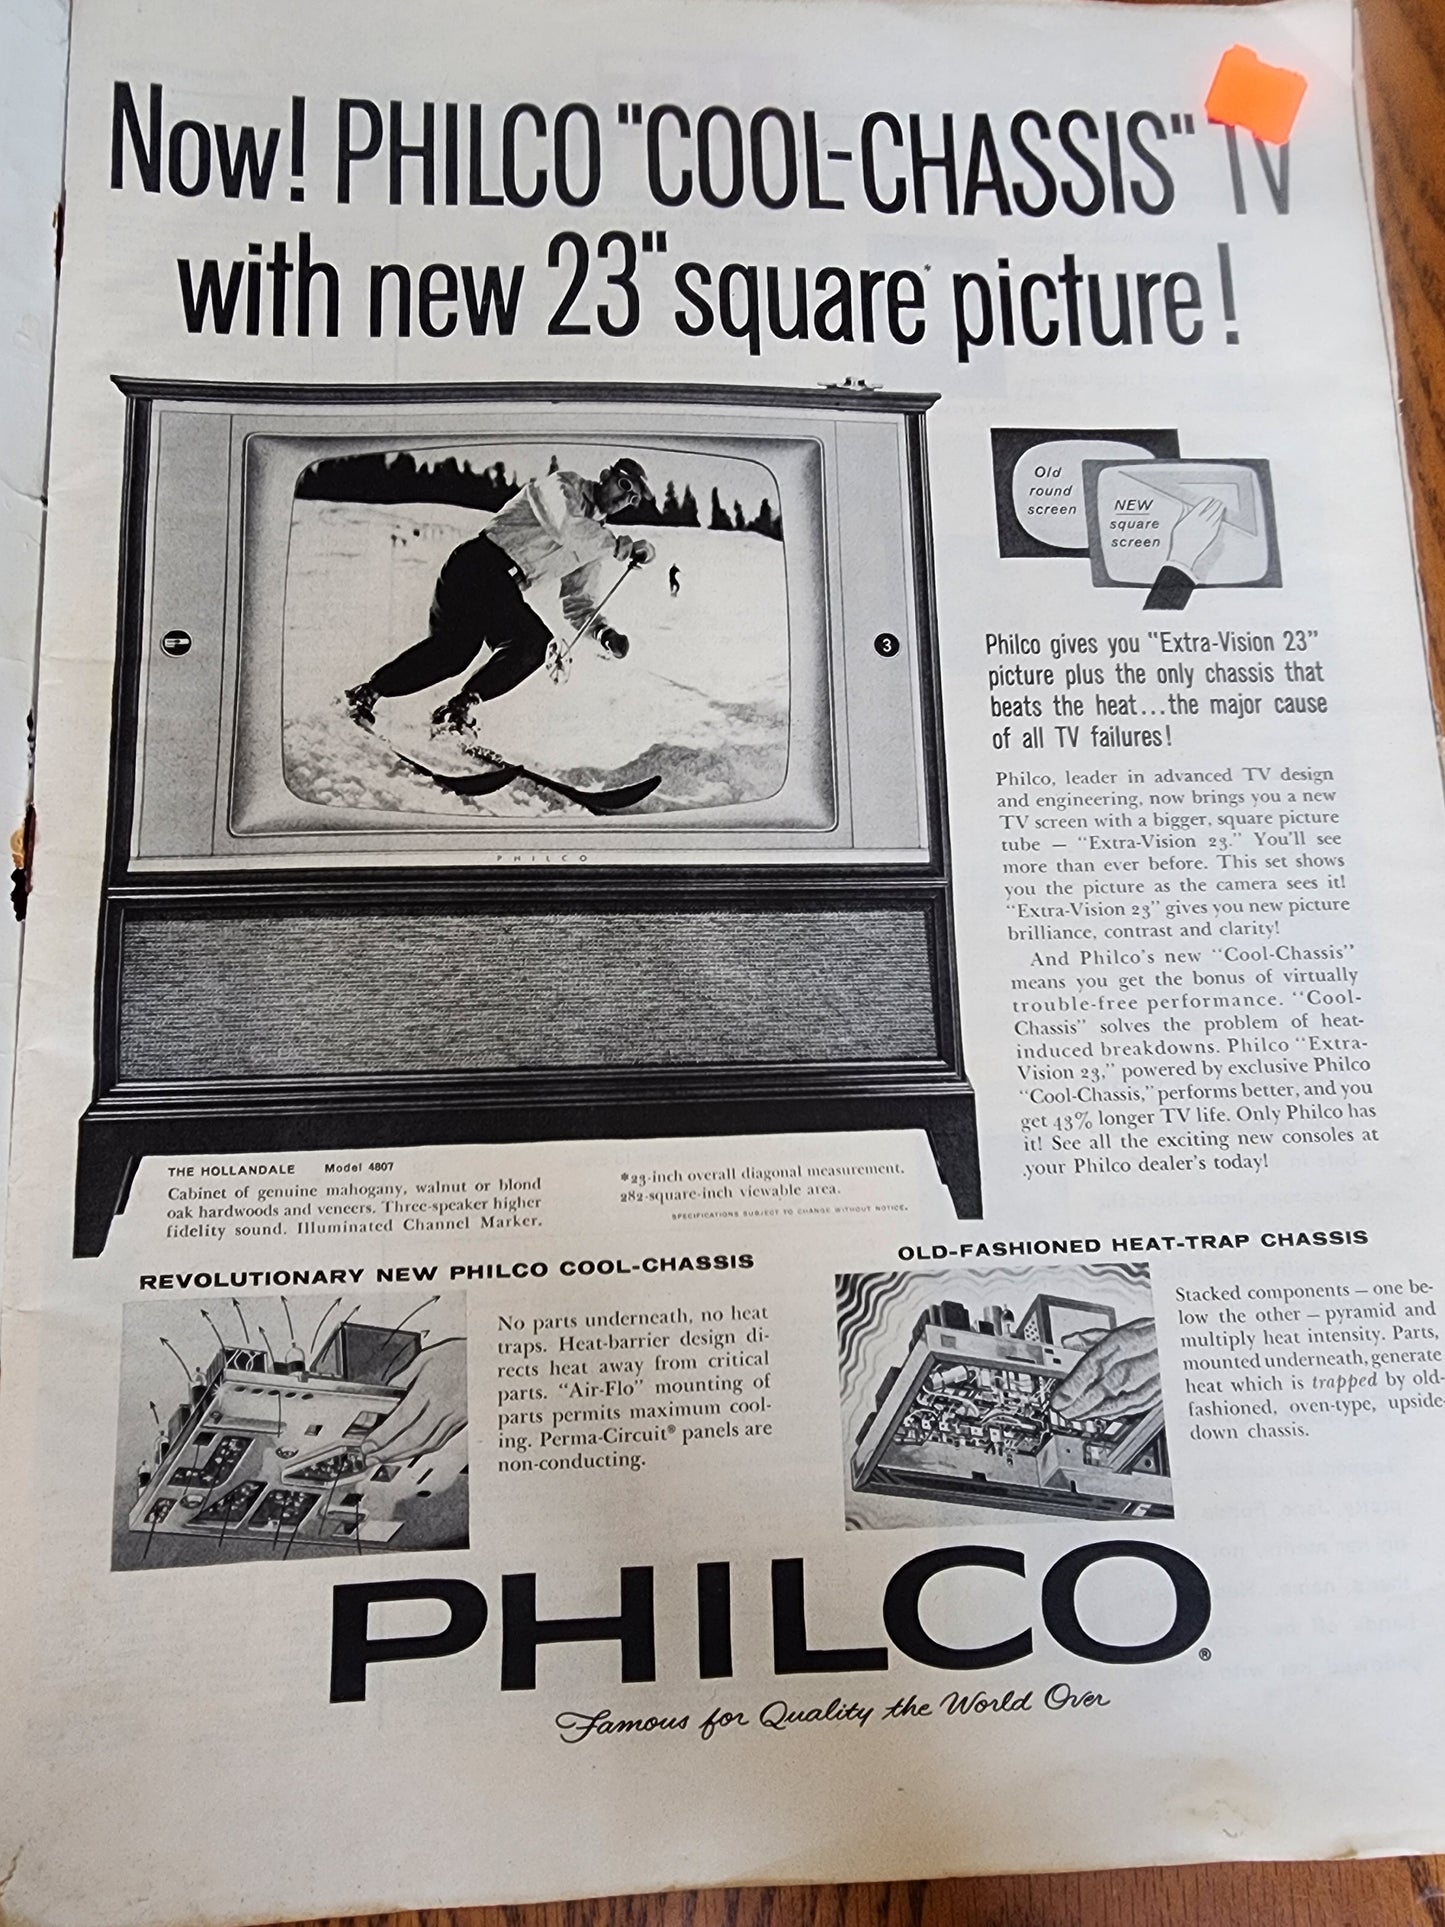 Now! PHILCO "COOL-CHASSIS" TV
with new 23" square* picture!
Old
round
screen
NEW
square
screen
3
PHILCO
Philco gives you "Extra-Vision 23"
picture plus the only chassis that
beats the heat...the major cause
of all TV failures!
Philco, leader in advanced TV design
and engineering, now brings you a new
TV screen with a bigger, square picture
tube — "Extra-Vision 23." You'll see
more than ever before. This set shows
you the picture as the camera sees it!
"Extra-Vision 23" gives you new picture
brilliance, contrast and clarity!
And Philco's new "Cool-Chassis"
means you get the bonus of virtually
trouble-free performance. "Cool-
Chassis" solves the problem of heat-
induced breakdowns. Philco "Extra-
Vision 23," powered by exclusive Philco
"Cool-Chassis," performs better, and you
get 43% longer TV life. Only Philco has
it! See all the exciting new consoles at
your Philco dealer's today!
THE HOLLANDALE Model 4807
Cabinet of genuine mahogany, walnut or blond
oak hardwoods and veneers. Three-speaker higher
fidelity sound. Illuminated Channel Marker.
*23-inch overall diagonal measurement.
282-square-inch viewable area.
SPECIFICATIONS SUBJECT TO CHANGE WITHOUT NOTICE.
REVOLUTIONARY NEW PHILCO COOL-CHASSIS
No parts underneath, no heat
traps. Heat-barrier design di-
rects heat away from critical
parts. "Air-Flo" mounting of
parts permits maximum cool-
ing. Perma-Circuit® panels are
non-conducting.
OLD-FASHIONED HEAT-TRAP CHASSIS
Stacked components — one be-
low the other — pyramid and
multiply heat intensity. Parts,
mounted underneath, generate
heat which is trapped by old-
fashioned, oven-type, upside-
down chassis.
PHILCO®
Famous for Quality the World Over